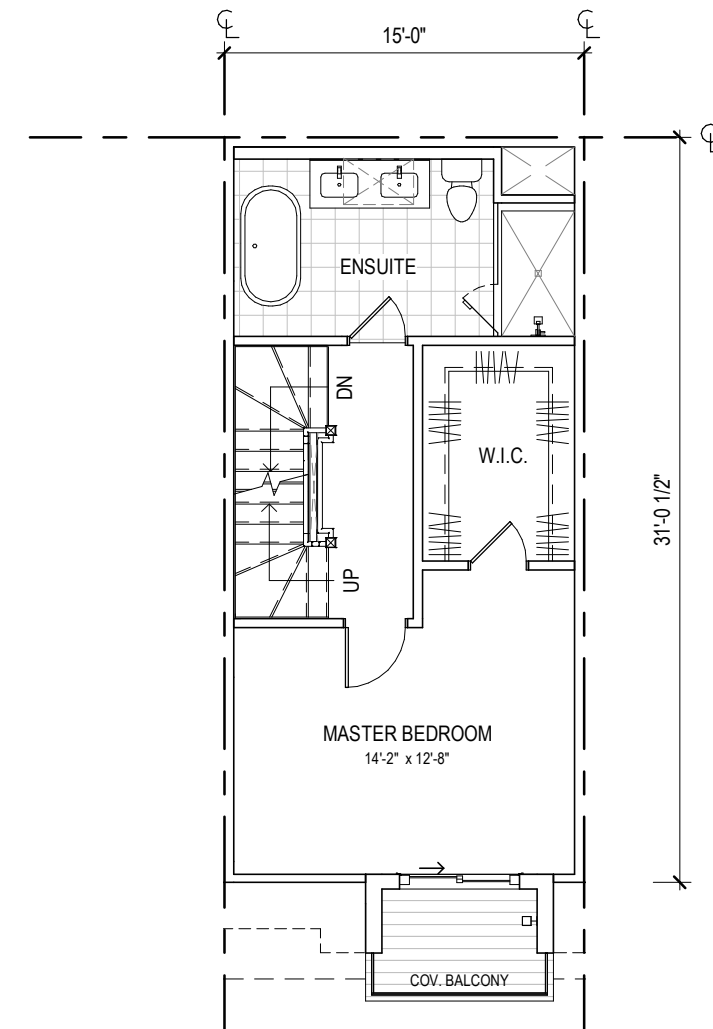 ℄
℄
15'-0"
℄
ENSUITE
DN
W.I.C.
31'-0 1/2"
UP
MASTER BEDROOM
14'-2" x 12'-8"
COV. BALCONY